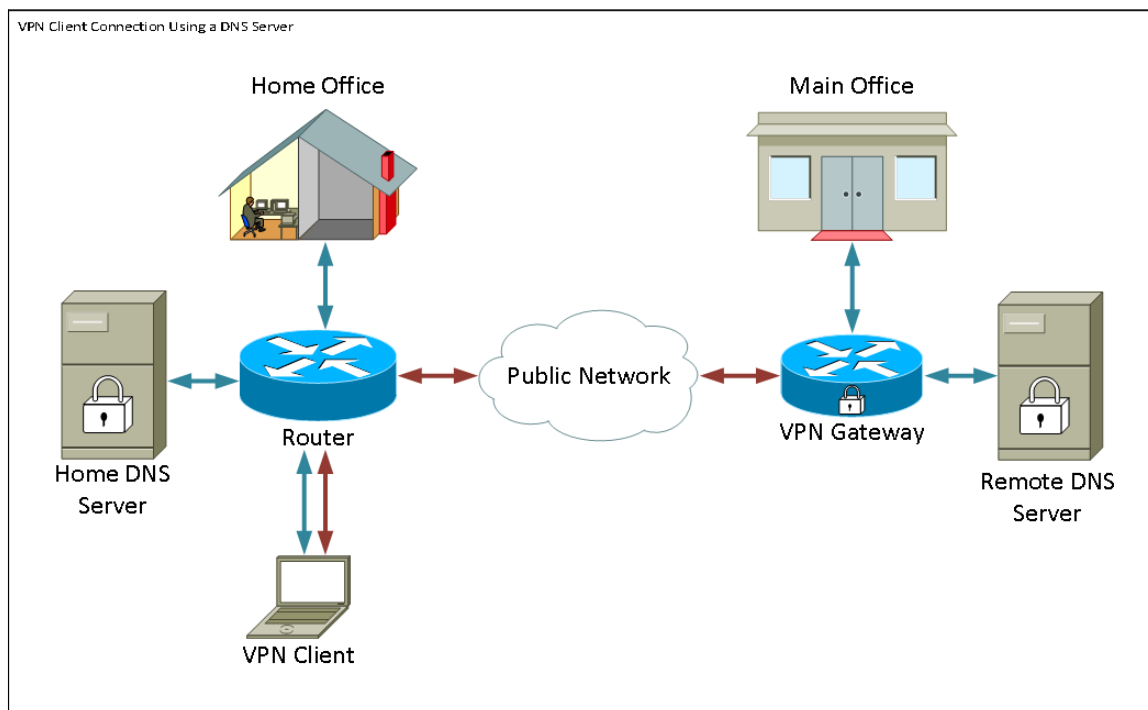 VPN Client Connection Using a DNS Server
Home Office
Main Office
Public Network
Router
VPN Gateway
Home DNS
Server
Remote DNS
Server
VPN Client